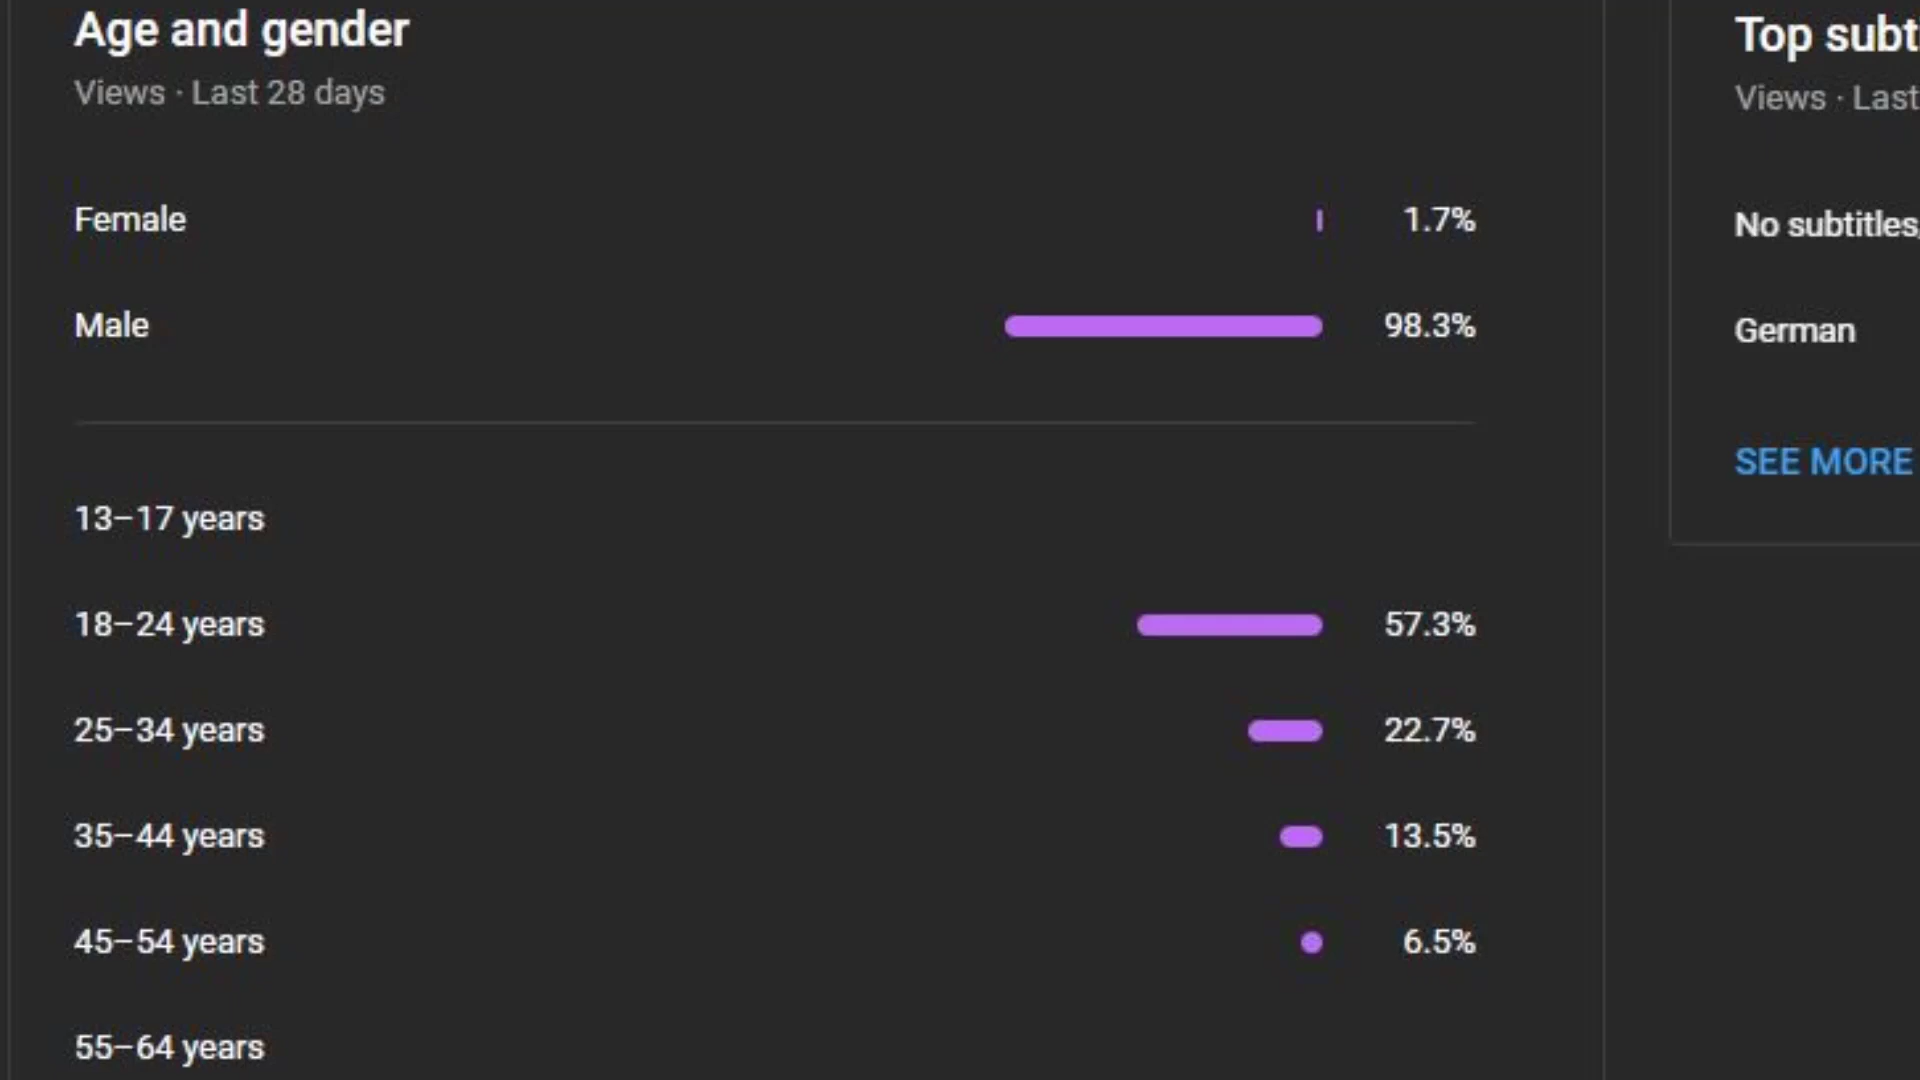 Age and gender
Views · Last 28 days
Female 1.7%
Male 98.3%
13–17 years
18–24 years 57.3%
25–34 years 22.7%
35–44 years 13.5%
45–54 years 6.5%
55–64 years
Top subt
Views · Last
No subtitles,
German
SEE MORE